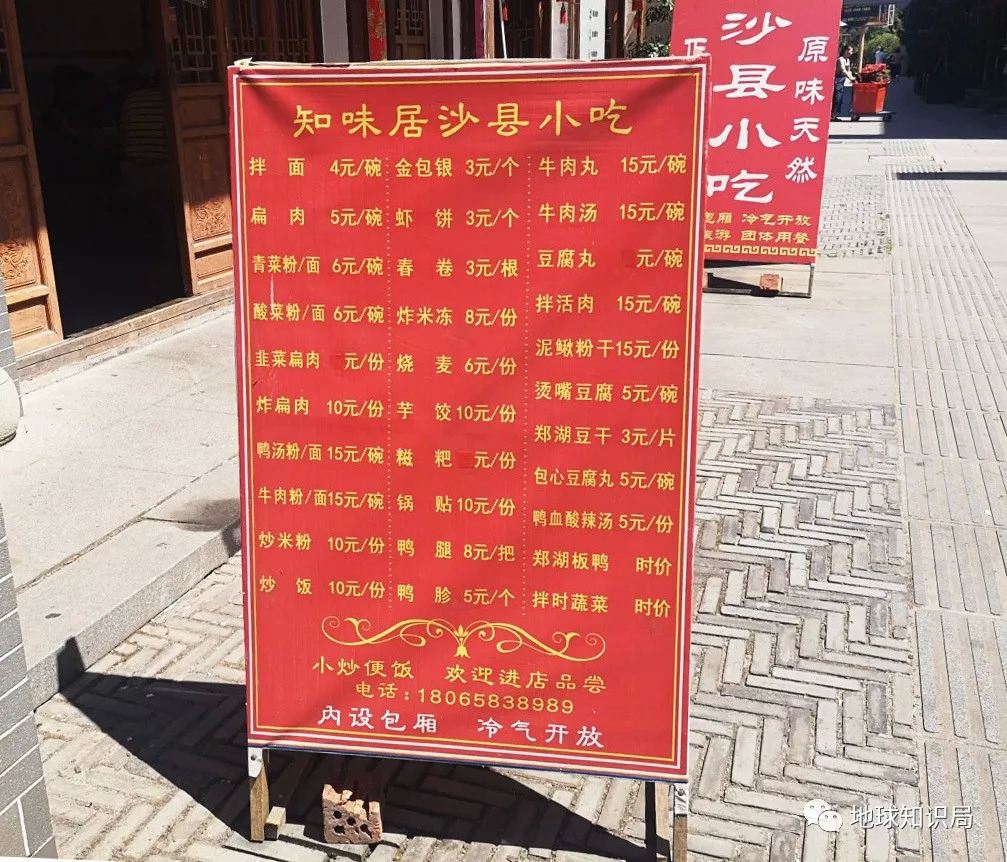 知味居沙县小吃
拌面 4元/碗
扁肉 5元/碗
青菜粉/面 6元/碗
酸菜粉/面 6元/碗
韭菜扁肉 元/份
炸扁肉 10元/份
鸭汤粉/面 15元/碗
牛肉粉/面 15元/碗
炒米粉 10元/份
炒饭 10元/份
金包银 3元/个
虾饼 3元/个
春卷 3元/根
炸米冻 8元/份
烧麦 6元/份
芋饺 10元/份
糍粑 元/份
锅贴 10元/份
鸭腿 8元/把
鸭胗 5元/个
牛肉丸 15元/碗
牛肉汤 15元/碗
豆腐丸 元/碗
拌活肉 15元/碗
泥鳅粉干 15元/份
烫嘴豆腐 5元/碗
郑湖豆干 3元/片
包心豆腐丸 5元/碗
鸭血酸辣汤 5元/份
郑湖板鸭 时价
拌时蔬菜 时价
小炒便饭 欢迎进店品尝
电话:18065838989
内设包厢 冷气开放
沙县小吃
原味天然
包厢 冷气开放
旅游 团体用餐
地球知识局